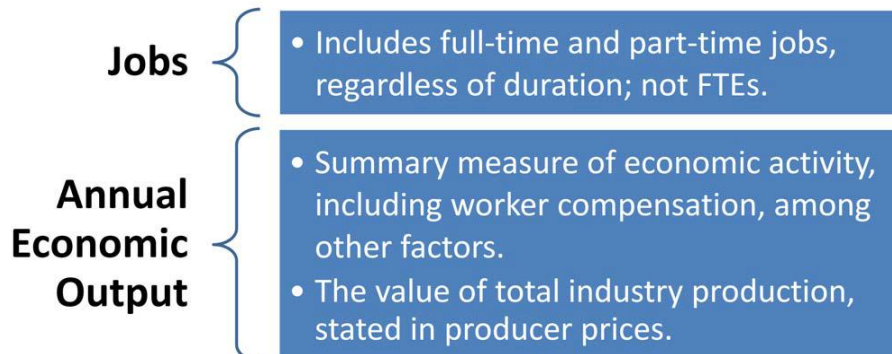 Jobs
• Includes full-time and part-time jobs,
regardless of duration; not FTEs.
Annual
Economic
Output
• Summary measure of economic activity,
including worker compensation, among
other factors.
• The value of total industry production,
stated in producer prices.